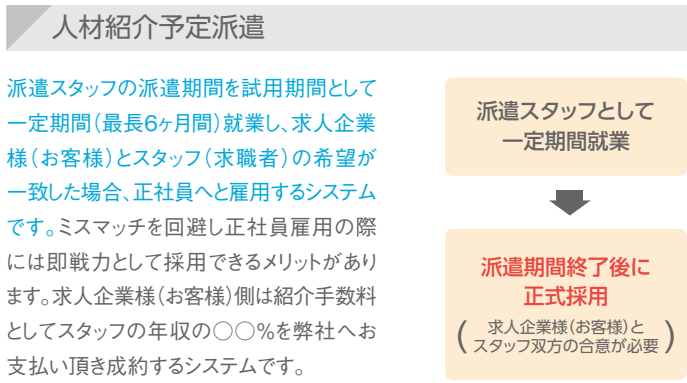 人材紹介予定派遣
派遣スタッフの派遣期間を試用期間として
一定期間（最長6ヶ月間）就業し、求人企業
様（お客様）とスタッフ（求職者）の希望が
一致した場合、正社員へと雇用するシステム
です。ミスマッチを回避し正社員雇用の際
には即戦力として採用できるメリットがあり
ます。求人企業様（お客様）側は紹介手数料
としてスタッフの年収の○○%を弊社へお
支払い頂き成約するシステムです。
派遣スタッフとして
一定期間就業
派遣期間終了後に
正式採用
（求人企業様（お客様）と
スタッフ双方の合意が必要）